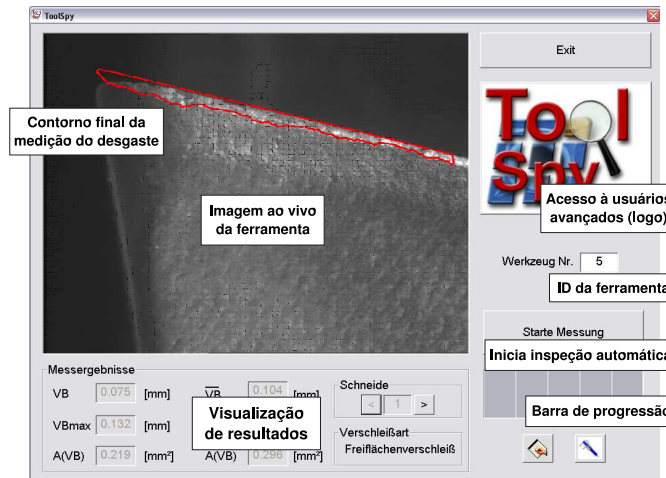 ToolSpy
Exit
Contorno final da
medição do desgaste
Imagem ao vivo
da ferramenta
Tool
Spy
Acesso à usuários
avançados (logo)
Werkzeug Nr. 5
ID da ferramenta
Starte Messung
Inicia inspeção automática
Barra de progressão
Messergebnisse
VB 0.075 [mm] VB 0.104 [mm]
VBmax 0.132 [mm]
A(VB) 0.219 [mm²] A(VB) 0.296 [mm²]
Visualização
de resultados
Schneide
< 1 >
Verschleißart
Freiflächenverschleiß